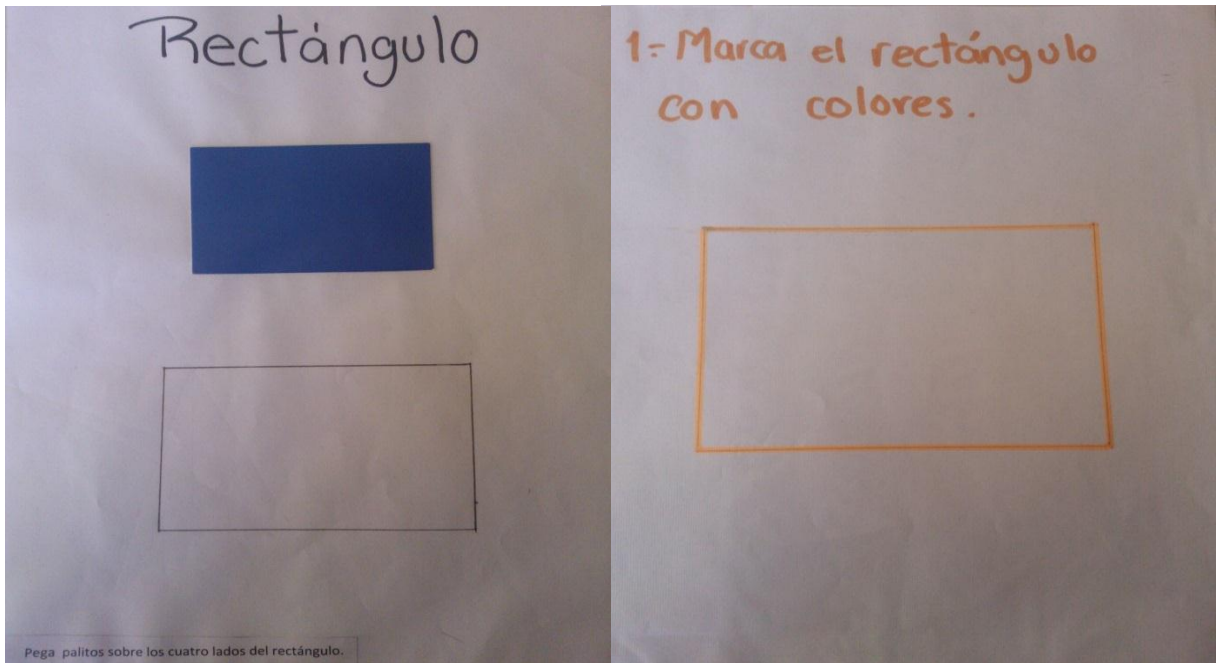 Rectángulo
Pega palitos sobre los cuatro lados del rectángulo.
1.- Marca el rectángulo
con colores.